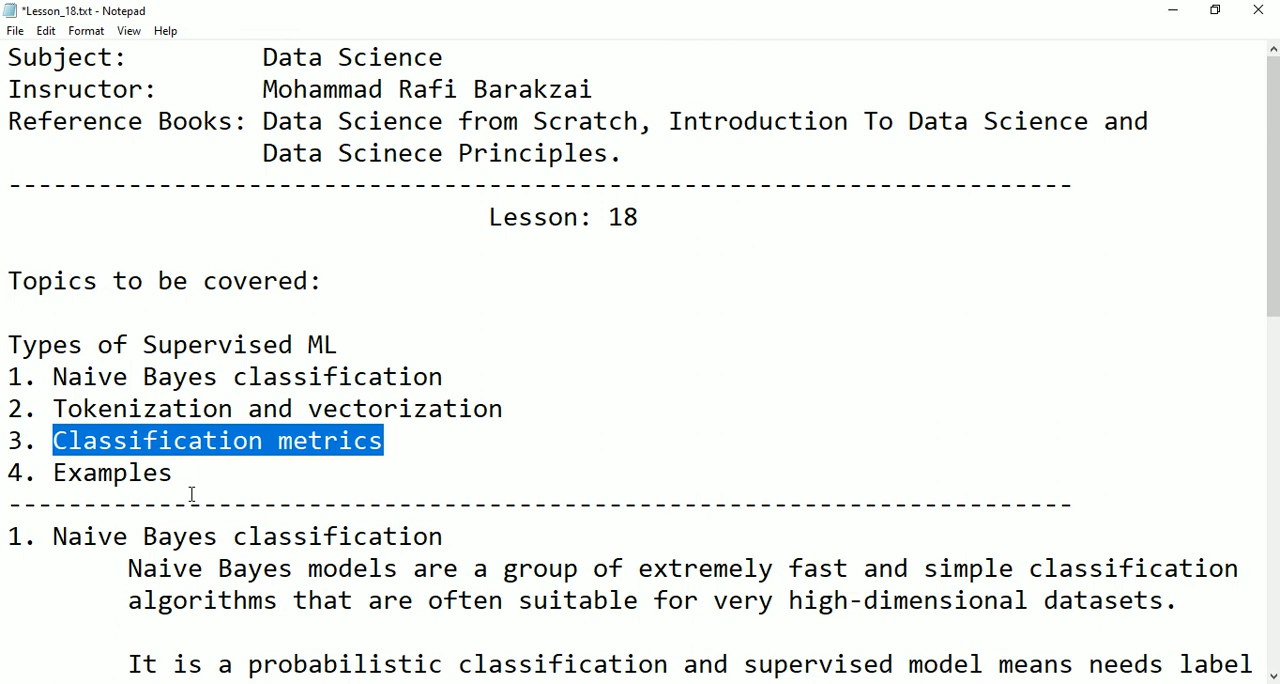 *Lesson_18.txt - Notepad
File Edit Format View Help
Subject: Data Science
Insructor: Mohammad Rafi Barakzai
Reference Books: Data Science from Scratch, Introduction To Data Science and
Data Scinece Principles.
-----------------------------------------------------------------------
Lesson: 18
Topics to be covered:
Types of Supervised ML
1. Naive Bayes classification
2. Tokenization and vectorization
3. Classification metrics
4. Examples
-----------------------------------------------------------------------
1. Naive Bayes classification
Naive Bayes models are a group of extremely fast and simple classification
algorithms that are often suitable for very high-dimensional datasets.
It is a probabilistic classification and supervised model means needs label